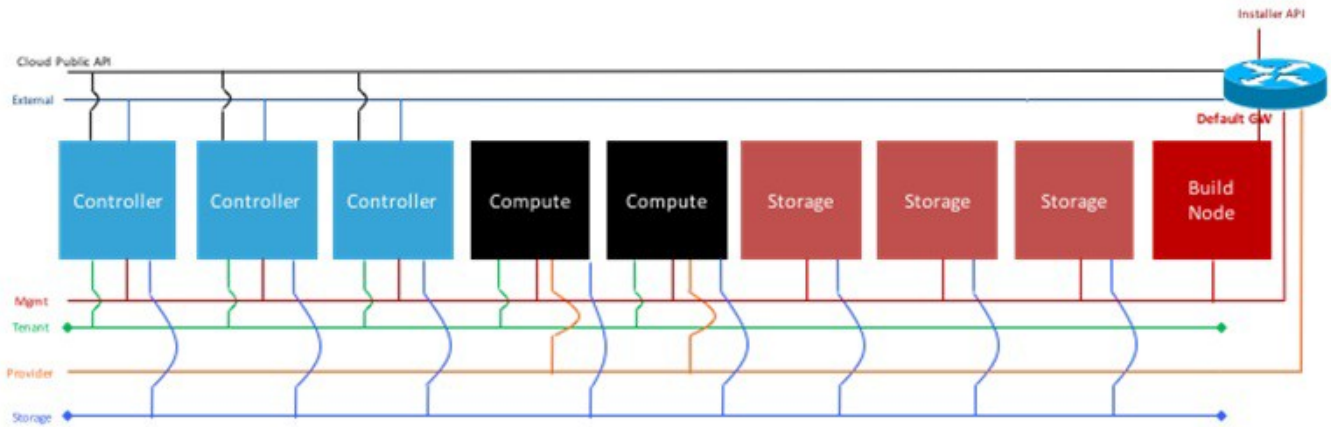 Installer API
Cloud Public API
External
Default GW
Controller
Controller
Controller
Compute
Compute
Storage
Storage
Storage
Build
Node
Mgmt
Tenant
Provider
Storage